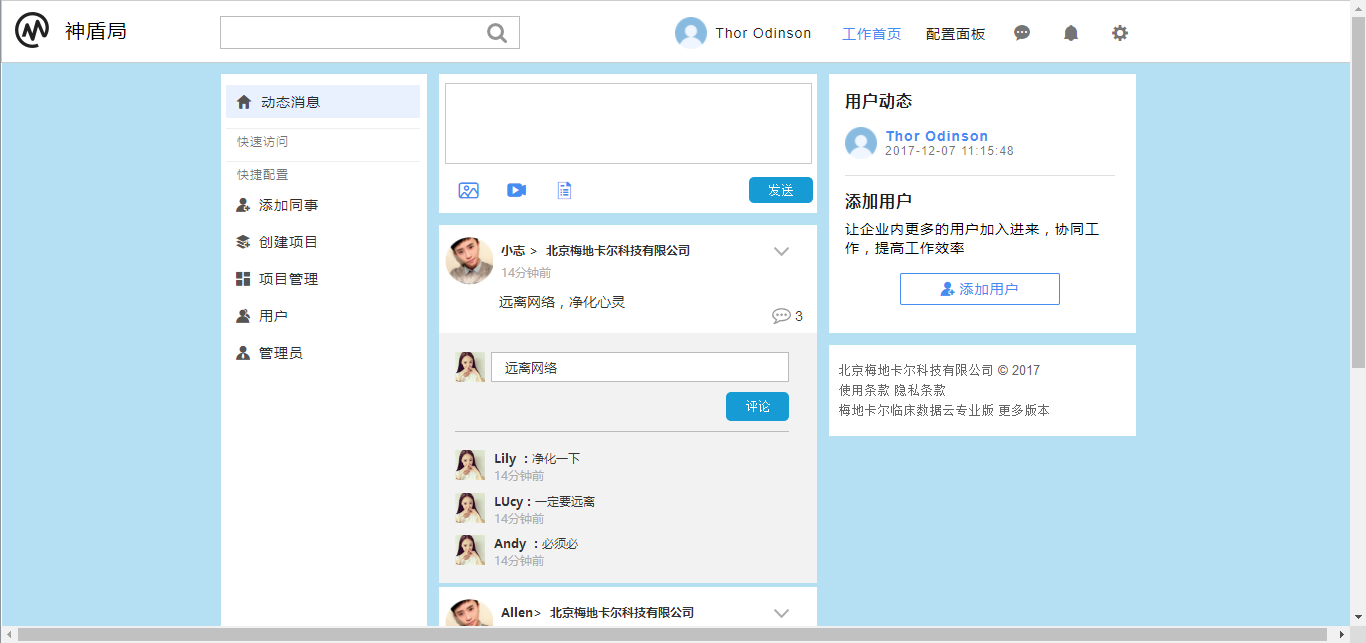 神盾局
Thor Odinson
工作首页
配置面板
动态消息
快速访问
快捷配置
添加同事
创建项目
项目管理
用户
管理员
发送
小志 > 北京梅地卡尔科技有限公司
14分钟前
远离网络，净化心灵
3
远离网络
评论
Lily ：净化一下
14分钟前
LUcy：一定要远离
14分钟前
Andy ：必须必
14分钟前
Allen> 北京梅地卡尔科技有限公司
用户动态
Thor Odinson
2017-12-07 11:15:48
添加用户
让企业内更多的用户加入进来，协同工
作，提高工作效率
添加用户
北京梅地卡尔科技有限公司 © 2017
使用条款 隐私条款
梅地卡尔临床数据云专业版 更多版本